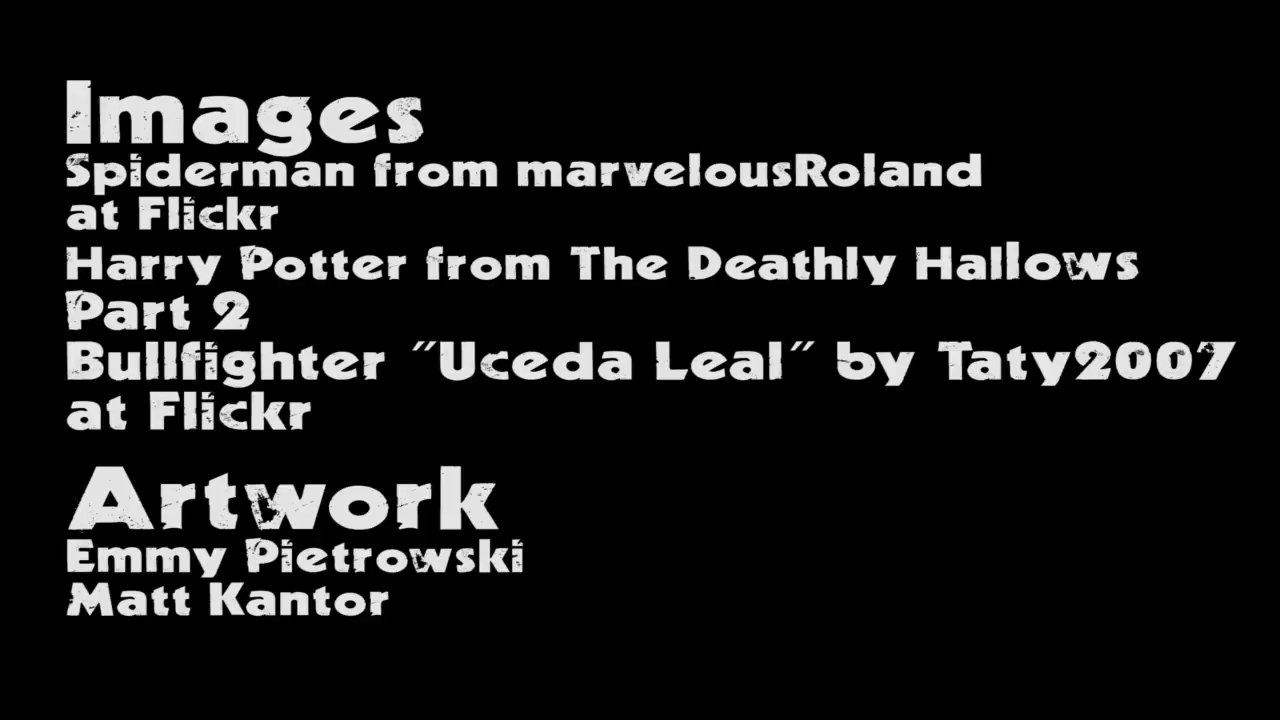 Images
Spiderman from marvelousRoland
at Flickr
Harry Potter from The Deathly Hallows
Part 2
Bullfighter "Uceda Leal" by Taty2007
at Flickr
Artwork
Emmy Pietrowski
Matt Kantor